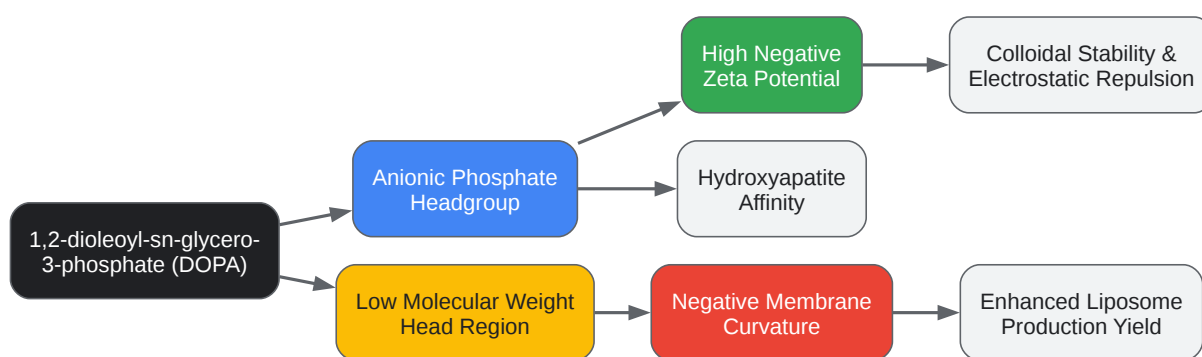 1,2-dioleoyl-sn-glycero-
3-phosphate (DOPA)
Anionic Phosphate
Headgroup
High Negative
Zeta Potential
Colloidal Stability &
Electrostatic Repulsion
Hydroxyapatite
Affinity
Low Molecular Weight
Head Region
Negative Membrane
Curvature
Enhanced Liposome
Production Yield